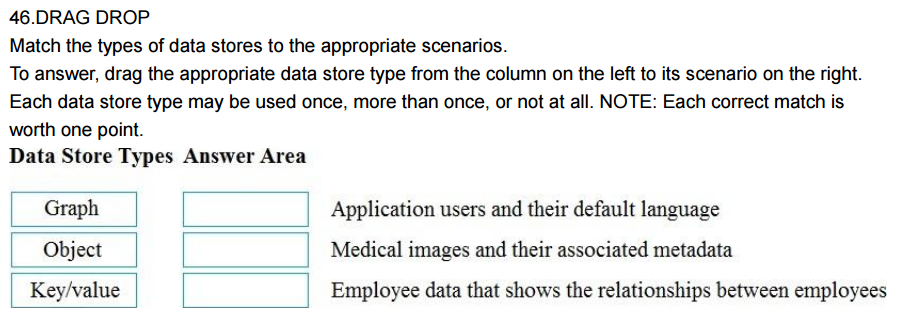 46.DRAG DROP
Match the types of data stores to the appropriate scenarios.
To answer, drag the appropriate data store type from the column on the left to its scenario on the right.
Each data store type may be used once, more than once, or not at all. NOTE: Each correct match is
worth one point.
Data Store Types Answer Area
Graph Application users and their default language
Object Medical images and their associated metadata
Key/value Employee data that shows the relationships between employees